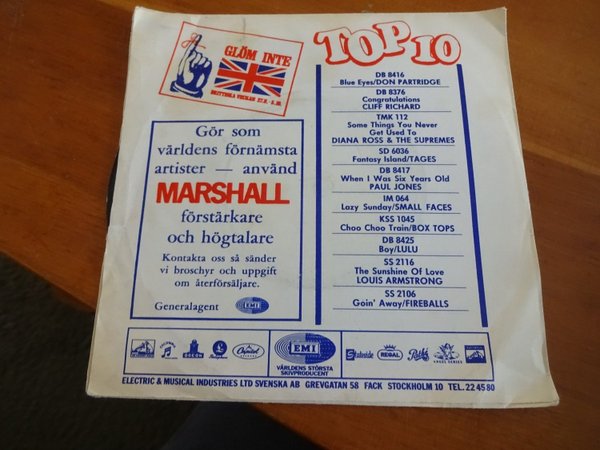 GLÖM INTE
BRITTISKA VECKAN 27.9.-5.10.
Gör som
världens förnämsta
artister — använd
MARSHALL
förstärkare
och högtalare
Kontakta oss så sänder
vi broschyr och uppgift
om återförsäljare.
Generalagent
EMI
TOP 10
DB 8416
Blue Eyes/DON PARTRIDGE
DB 8376
Congratulations
CLIFF RICHARD
TMK 112
Some Things You Never
Get Used To
DIANA ROSS & THE SUPREMES
SD 6036
Fantasy Island/TAGES
DB 8417
When I Was Six Years Old
PAUL JONES
IM 064
Lazy Sunday/SMALL FACES
KSS 1045
Choo Choo Train/BOX TOPS
DB 8425
Boy/LULU
SS 2116
The Sunshine Of Love
LOUIS ARMSTRONG
SS 2106
Goin' Away/FIREBALLS
ODEON
Capitol
EMI
VÄRLDENS STÖRSTA
SKIVPRODUCENT
Stateside
REGAL
ELECTRIC & MUSICAL INDUSTRIES LTD SVENSKA AB GREVGATAN 58 FACK STOCKHOLM 10 TEL. 22 45 80